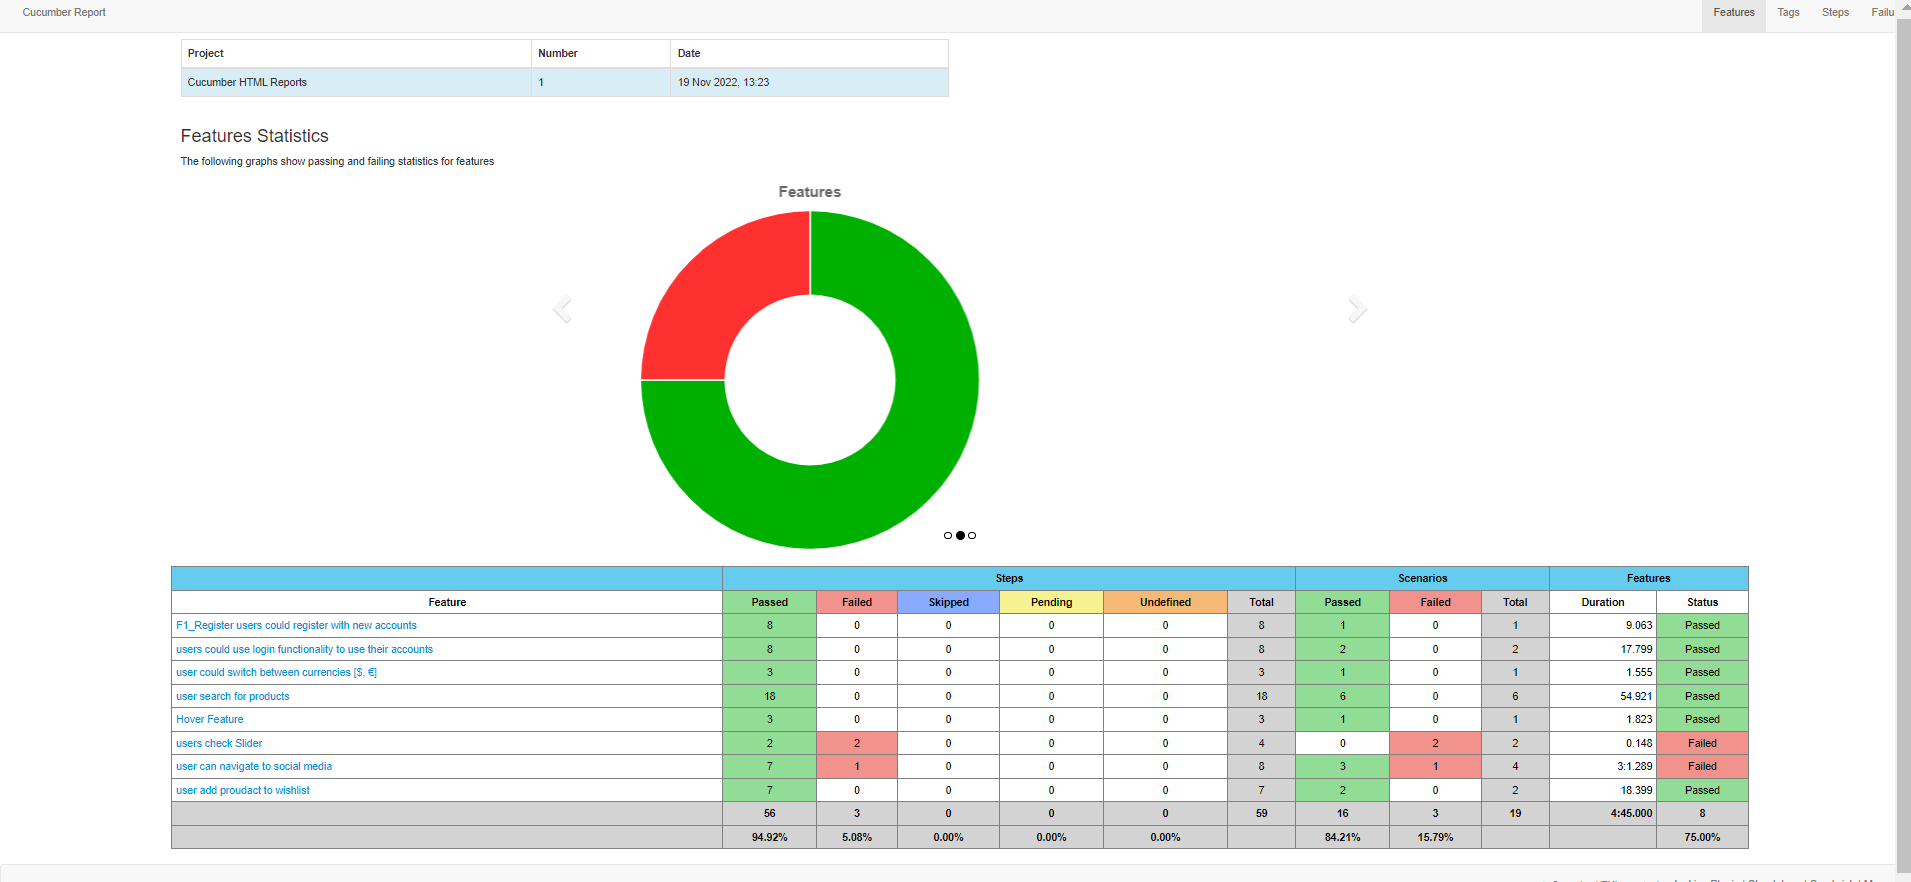 Cucumber Report Features Tags Steps Failu
Project Number Date
Cucumber HTML Reports 1 19 Nov 2022, 13:23
Features Statistics
The following graphs show passing and failing statistics for features
Features
Steps Scenarios Features
Feature Passed Failed Skipped Pending Undefined Total Passed Failed Total Duration Status
F1_Register users could register with new accounts 8 0 0 0 0 8 1 0 1 9.063 Passed
users could use login functionality to use their accounts 8 0 0 0 0 8 2 0 2 17.799 Passed
user could switch between currencies [$, €] 3 0 0 0 0 3 1 0 1 1.555 Passed
user search for products 18 0 0 0 0 18 6 0 6 54.921 Passed
Hover Feature 3 0 0 0 0 3 1 0 1 1.823 Passed
users check Slider 2 2 0 0 0 4 0 2 2 0.148 Failed
user can navigate to social media 7 1 0 0 0 8 3 1 4 3:1.289 Failed
user add proudact to wishlist 7 0 0 0 0 7 2 0 2 18.399 Passed
56 3 0 0 0 59 16 3 19 4:45.000 8
94.92% 5.08% 0.00% 0.00% 0.00% 84.21% 15.79% 75.00%